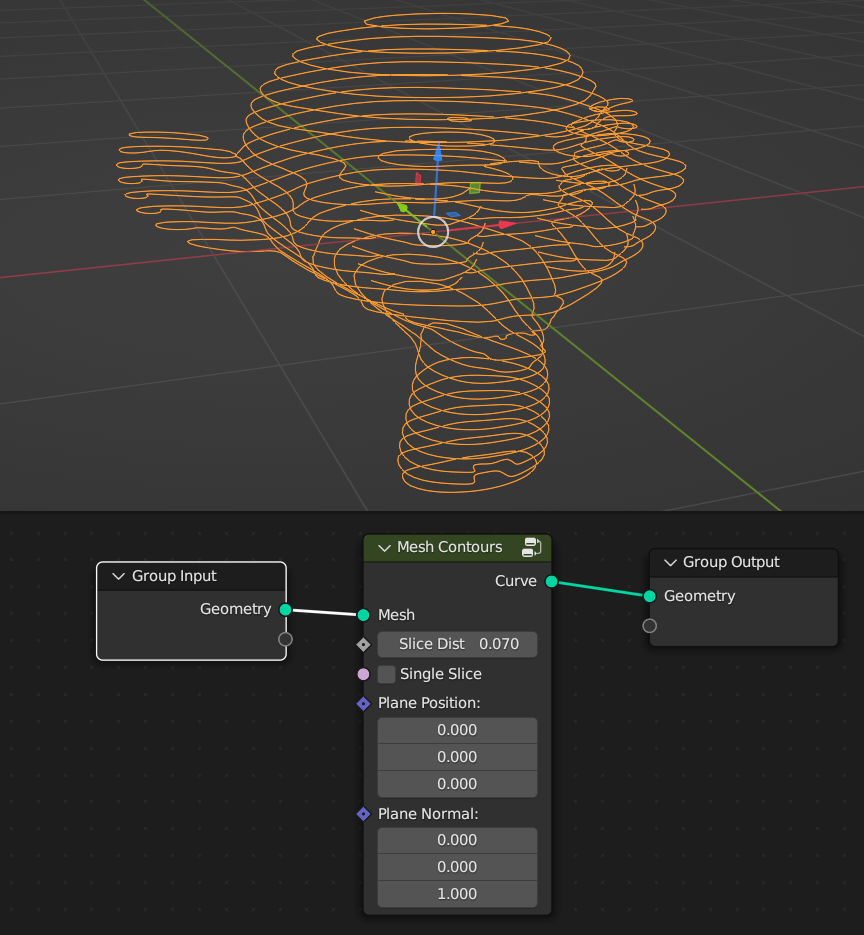 Group Input
Geometry
Mesh Contours
Curve
Mesh
Slice Dist 0.070
Single Slice
Plane Position:
0.000
0.000
0.000
Plane Normal:
0.000
0.000
1.000
Group Output
Geometry